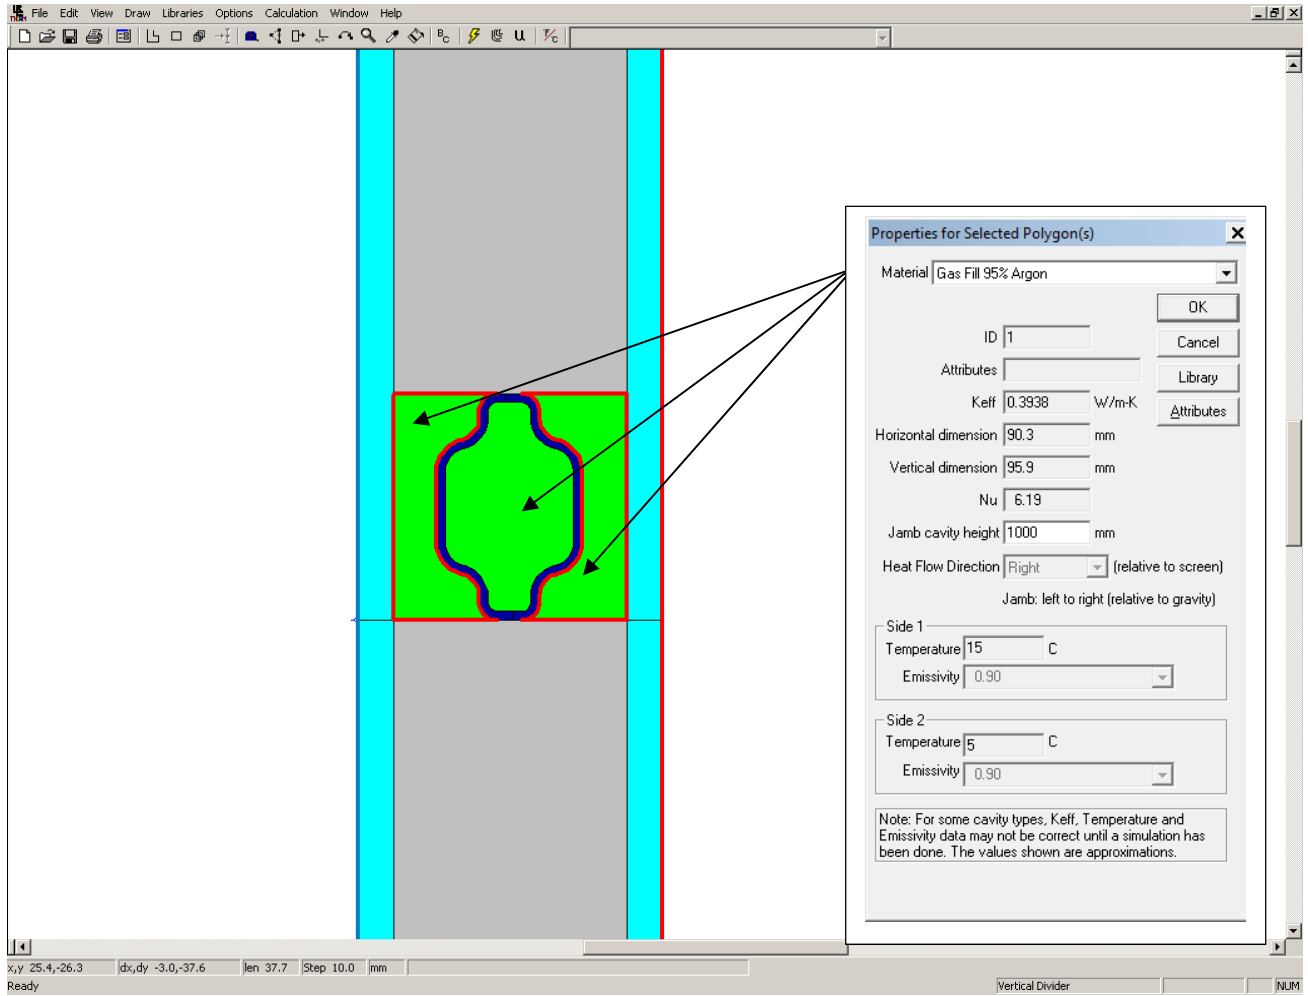 File Edit View Draw Libraries Options Calculation Window Help
BC U T/C
Properties for Selected Polygon(s)
Material Gas Fill 95% Argon
OK
ID 1
Cancel
Attributes
Library
Keff 0.3938 W/m-K
Attributes
Horizontal dimension 90.3 mm
Vertical dimension 95.9 mm
Nu 6.19
Jamb cavity height 1000 mm
Heat Flow Direction Right (relative to screen)
Jamb: left to right (relative to gravity)
Side 1
Temperature 15 C
Emissivity 0.90
Side 2
Temperature 5 C
Emissivity 0.90
Note: For some cavity types, Keff, Temperature and
Emissivity data may not be correct until a simulation has
been done. The values shown are approximations.
x,y 25.4,-26.3 dx,dy -3.0,-37.6 len 37.7 Step 10.0 mm
Ready Vertical Divider NUM